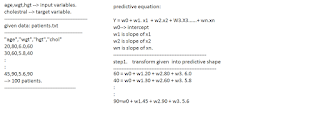 age,wgt,hgt --> input variables.
cholestral --> target variable.
given data: patients.txt
"age","wgt","hgt","chol"
20,80,6.0,60
30,60,5.8,40
:
:
45,90,5.6,90
--> 100 patients.
predictive equation:
Y = w0 + w1. x1 + w2.x2 + W3.X3......+ wn.xn
w0--> intercept
w1 is slope of x1
w2 is slope of x2
wn is slope of xn.
step1. transform given into predictive shape
60 = w0 + w1.20 + w2.80 + w3. 6.0
40 = w0 + w1.30 + w2.60 + w3. 5.8
:
:
90=w0 + w1.45 + w2.90 + w3. 5.6